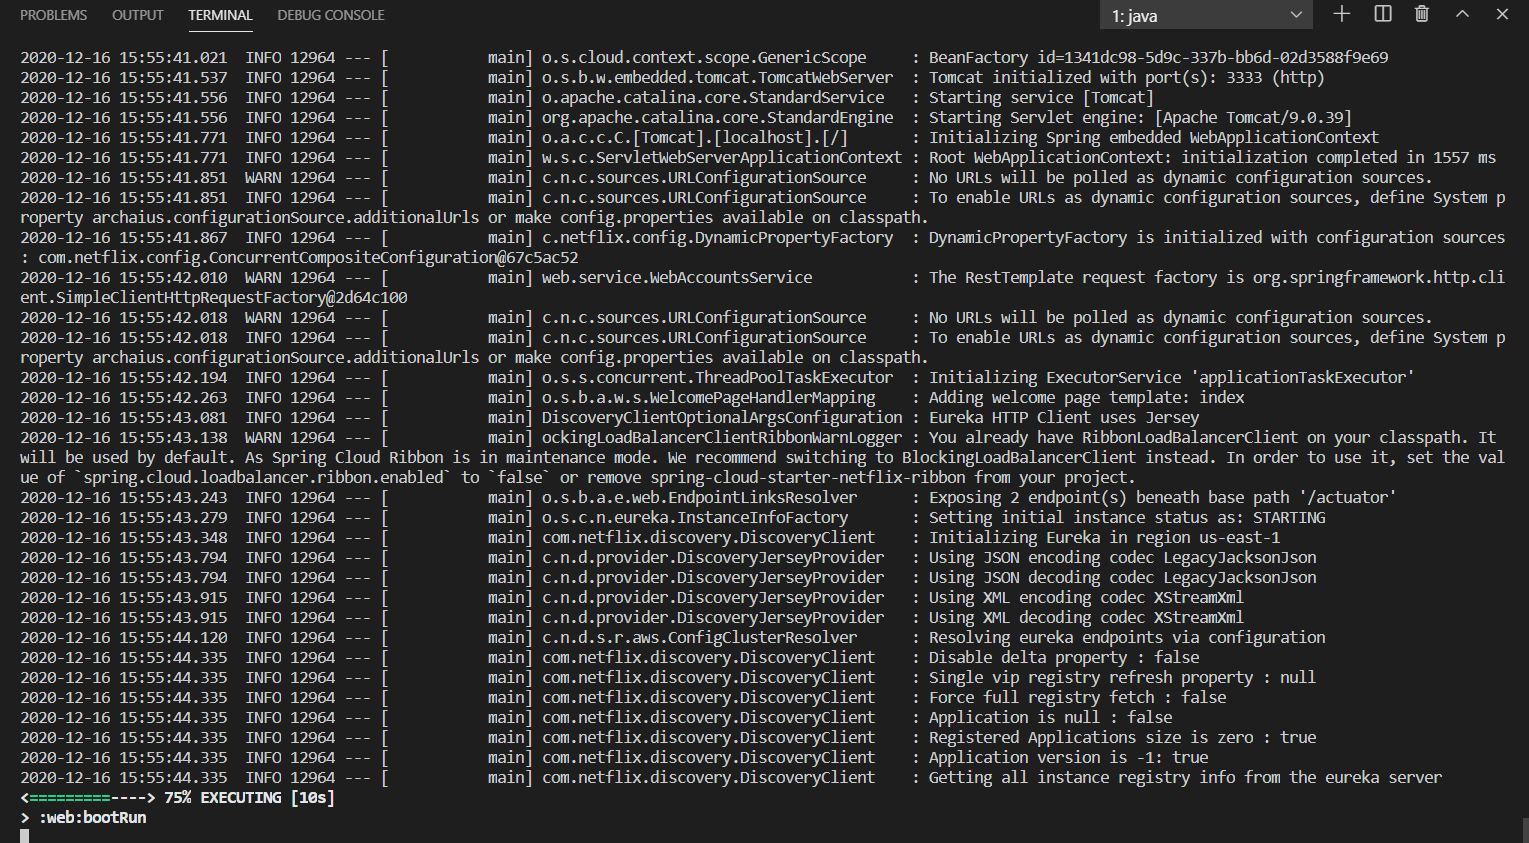 PROBLEMS OUTPUT TERMINAL DEBUG CONSOLE 1: java
2020-12-16 15:55:41.021  INFO 12964 --- [           main] o.s.cloud.context.scope.GenericScope     : BeanFactory id=1341dc98-5d9c-337b-bb6d-02d3588f9e69
2020-12-16 15:55:41.537  INFO 12964 --- [           main] o.s.b.w.embedded.tomcat.TomcatWebServer  : Tomcat initialized with port(s): 3333 (http)
2020-12-16 15:55:41.556  INFO 12964 --- [           main] o.apache.catalina.core.StandardService   : Starting service [Tomcat]
2020-12-16 15:55:41.556  INFO 12964 --- [           main] org.apache.catalina.core.StandardEngine  : Starting Servlet engine: [Apache Tomcat/9.0.39]
2020-12-16 15:55:41.771  INFO 12964 --- [           main] o.a.c.c.C.[Tomcat].[localhost].[/]       : Initializing Spring embedded WebApplicationContext
2020-12-16 15:55:41.771  INFO 12964 --- [           main] w.s.c.ServletWebServerApplicationContext : Root WebApplicationContext: initialization completed in 1557 ms
2020-12-16 15:55:41.851  WARN 12964 --- [           main] c.n.c.sources.URLConfigurationSource     : No URLs will be polled as dynamic configuration sources.
2020-12-16 15:55:41.851  INFO 12964 --- [           main] c.n.c.sources.URLConfigurationSource     : To enable URLs as dynamic configuration sources, define System p
roperty archaius.configurationSource.additionalUrls or make config.properties available on classpath.
2020-12-16 15:55:41.867  INFO 12964 --- [           main] c.netflix.config.DynamicPropertyFactory  : DynamicPropertyFactory is initialized with configuration sources
: com.netflix.config.ConcurrentCompositeConfiguration@67c5ac52
2020-12-16 15:55:42.010  WARN 12964 --- [           main] web.service.WebAccountsService           : The RestTemplate request factory is org.springframework.http.cli
ent.SimpleClientHttpRequestFactory@2d64c100
2020-12-16 15:55:42.018  WARN 12964 --- [           main] c.n.c.sources.URLConfigurationSource     : No URLs will be polled as dynamic configuration sources.
2020-12-16 15:55:42.018  INFO 12964 --- [           main] c.n.c.sources.URLConfigurationSource     : To enable URLs as dynamic configuration sources, define System p
roperty archaius.configurationSource.additionalUrls or make config.properties available on classpath.
2020-12-16 15:55:42.194  INFO 12964 --- [           main] o.s.s.concurrent.ThreadPoolTaskExecutor  : Initializing ExecutorService 'applicationTaskExecutor'
2020-12-16 15:55:42.263  INFO 12964 --- [           main] o.s.b.a.w.s.WelcomePageHandlerMapping    : Adding welcome page template: index
2020-12-16 15:55:43.081  INFO 12964 --- [           main] DiscoveryClientOptionalArgsConfiguration : Eureka HTTP Client uses Jersey
2020-12-16 15:55:43.138  WARN 12964 --- [           main] ockingLoadBalancerClientRibbonWarnLogger : You already have RibbonLoadBalancerClient on your classpath. It
will be used by default. As Spring Cloud Ribbon is in maintenance mode. We recommend switching to BlockingLoadBalancerClient instead. In order to use it, set the val
ue of `spring.cloud.loadbalancer.ribbon.enabled` to `false` or remove spring-cloud-starter-netflix-ribbon from your project.
2020-12-16 15:55:43.243  INFO 12964 --- [           main] o.s.b.a.e.web.EndpointLinksResolver      : Exposing 2 endpoint(s) beneath base path '/actuator'
2020-12-16 15:55:43.279  INFO 12964 --- [           main] o.s.c.n.eureka.InstanceInfoFactory       : Setting initial instance status as: STARTING
2020-12-16 15:55:43.348  INFO 12964 --- [           main] com.netflix.discovery.DiscoveryClient    : Initializing Eureka in region us-east-1
2020-12-16 15:55:43.794  INFO 12964 --- [           main] c.n.d.provider.DiscoveryJerseyProvider   : Using JSON encoding codec LegacyJacksonJson
2020-12-16 15:55:43.794  INFO 12964 --- [           main] c.n.d.provider.DiscoveryJerseyProvider   : Using JSON decoding codec LegacyJacksonJson
2020-12-16 15:55:43.915  INFO 12964 --- [           main] c.n.d.provider.DiscoveryJerseyProvider   : Using XML encoding codec XStreamXml
2020-12-16 15:55:43.915  INFO 12964 --- [           main] c.n.d.provider.DiscoveryJerseyProvider   : Using XML decoding codec XStreamXml
2020-12-16 15:55:44.120  INFO 12964 --- [           main] c.n.d.s.r.aws.ConfigClusterResolver      : Resolving eureka endpoints via configuration
2020-12-16 15:55:44.335  INFO 12964 --- [           main] com.netflix.discovery.DiscoveryClient    : Disable delta property : false
2020-12-16 15:55:44.335  INFO 12964 --- [           main] com.netflix.discovery.DiscoveryClient    : Single vip registry refresh property : null
2020-12-16 15:55:44.335  INFO 12964 --- [           main] com.netflix.discovery.DiscoveryClient    : Force full registry fetch : false
2020-12-16 15:55:44.335  INFO 12964 --- [           main] com.netflix.discovery.DiscoveryClient    : Application is null : false
2020-12-16 15:55:44.335  INFO 12964 --- [           main] com.netflix.discovery.DiscoveryClient    : Registered Applications size is zero : true
2020-12-16 15:55:44.335  INFO 12964 --- [           main] com.netflix.discovery.DiscoveryClient    : Application version is -1: true
2020-12-16 15:55:44.335  INFO 12964 --- [           main] com.netflix.discovery.DiscoveryClient    : Getting all instance registry info from the eureka server
<=========----> 75% EXECUTING [10s]
> :web:bootRun